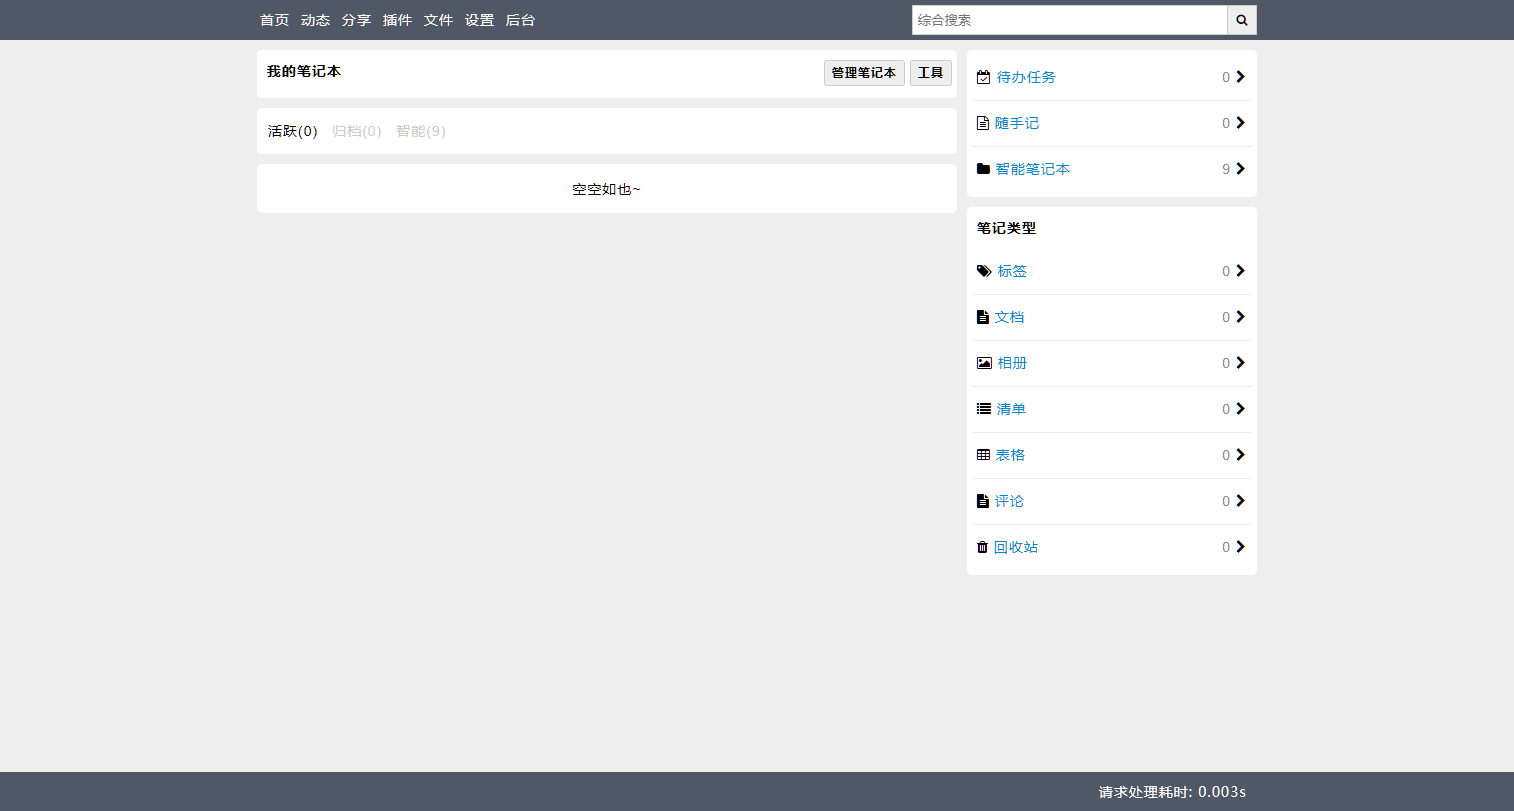 首页 动态 分享 插件 文件 设置 后台
综合搜索
我的笔记本
管理笔记本 工具
活跃(0) 归档(0) 智能(9)
空空如也~
待办任务 0
随手记 0
智能笔记本 9
笔记类型
标签 0
文档 0
相册 0
清单 0
表格 0
评论 0
回收站 0
请求处理耗时: 0.003s